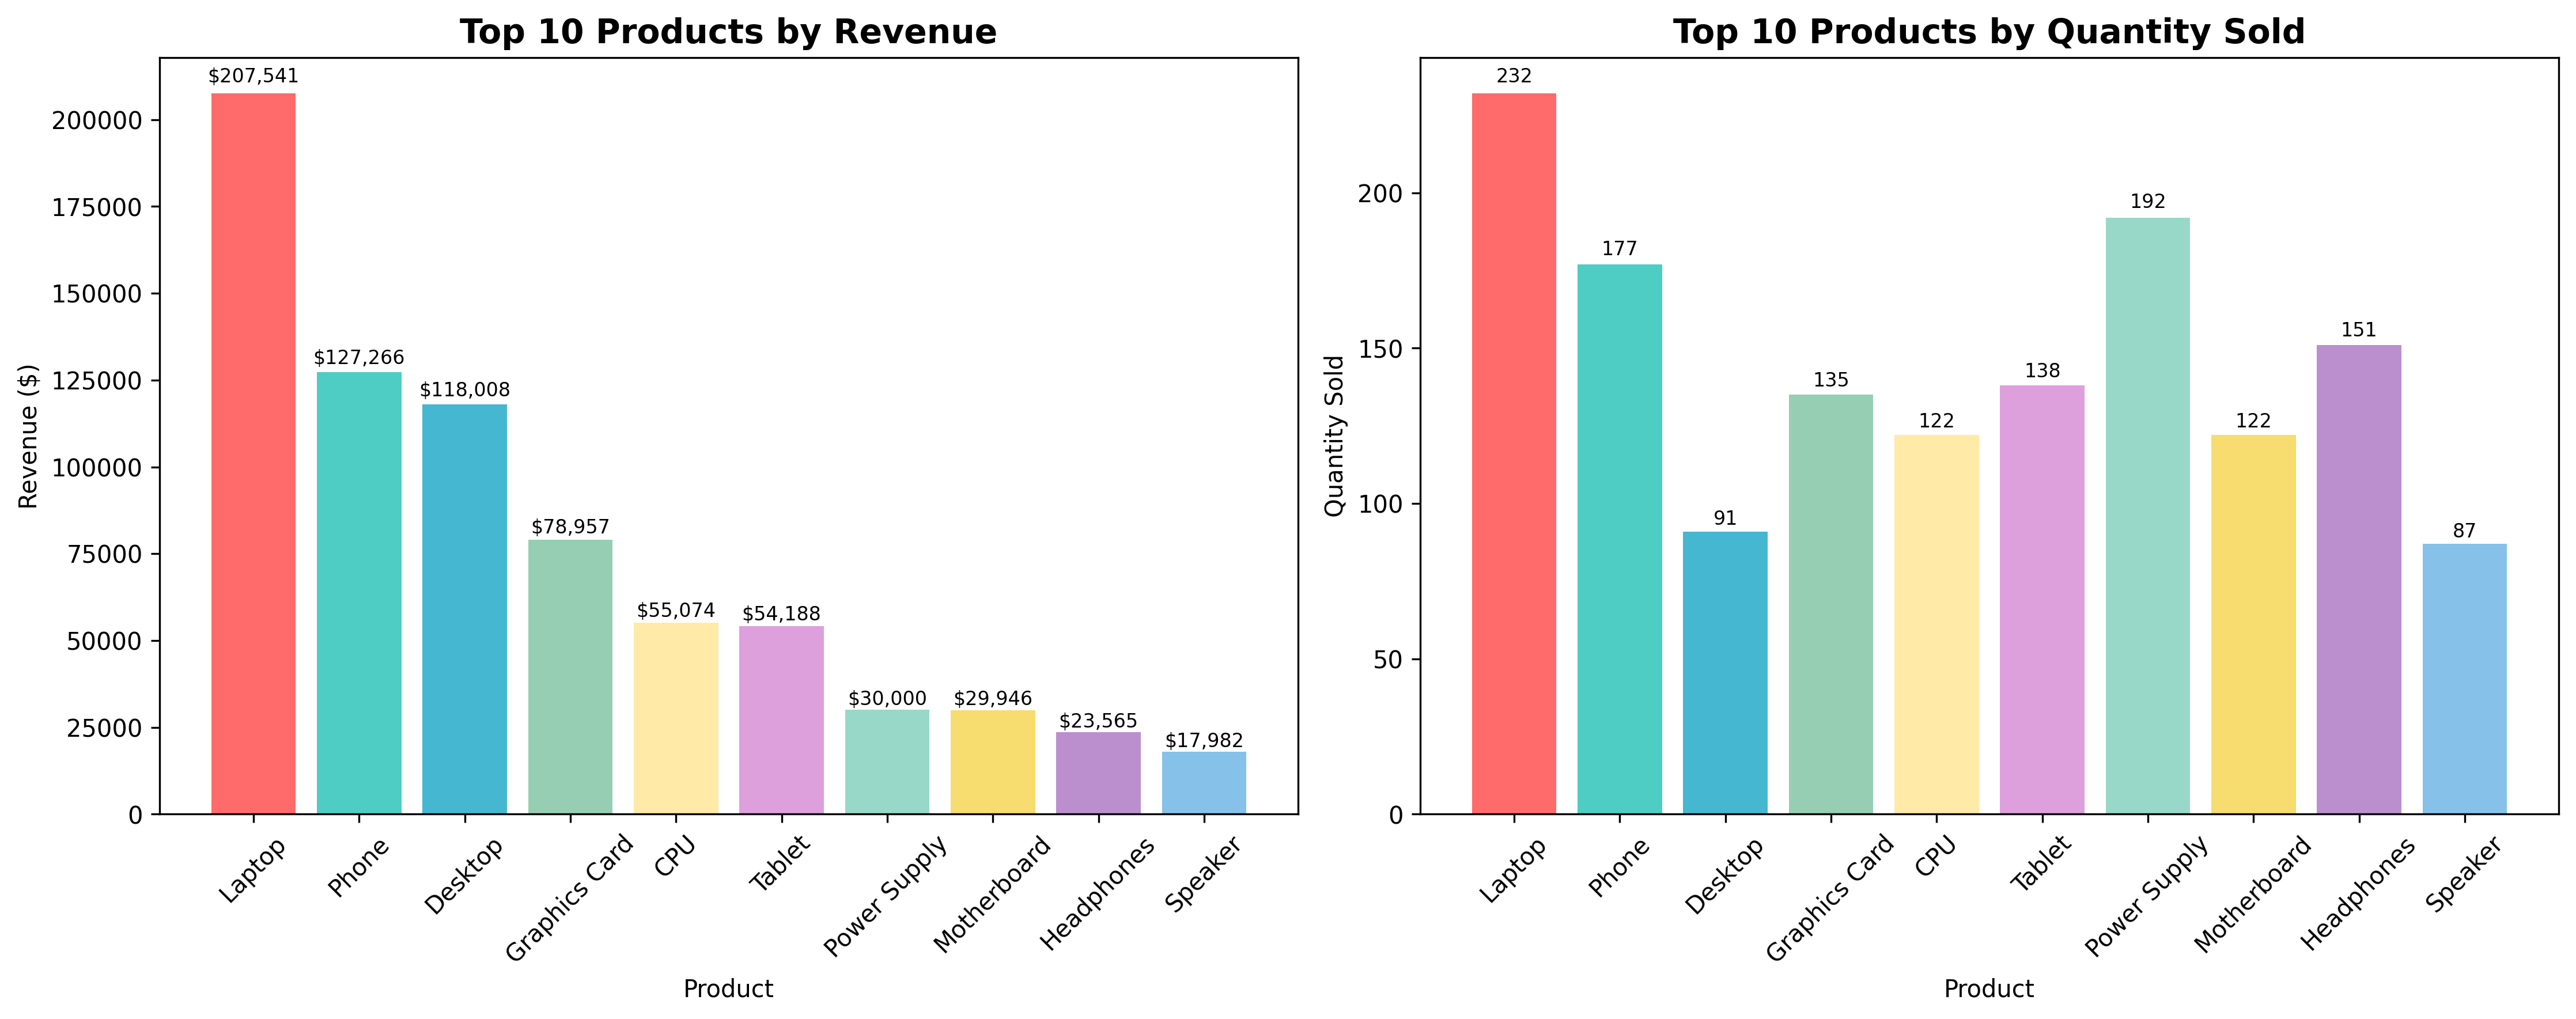 Top 10 Products by Revenue
Revenue ($)
200000
175000
150000
125000
100000
75000
50000
25000
0
$207,541
$127,266
$118,008
$78,957
$55,074
$54,188
$30,000
$29,946
$23,565
$17,982
Laptop
Phone
Desktop
Graphics Card
CPU
Tablet
Power Supply
Motherboard
Headphones
Speaker
Product
Top 10 Products by Quantity Sold
Quantity Sold
200
150
100
50
0
232
177
91
135
122
138
192
122
151
87
Laptop
Phone
Desktop
Graphics Card
CPU
Tablet
Power Supply
Motherboard
Headphones
Speaker
Product